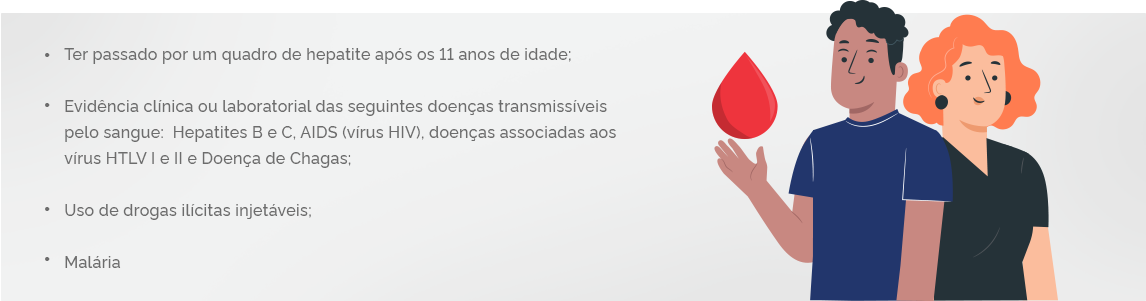 • Ter passado por um quadro de hepatite após os 11 anos de idade;
• Evidência clínica ou laboratorial das seguintes doenças transmissíveis
pelo sangue: Hepatites B e C, AIDS (vírus HIV), doenças associadas aos
vírus HTLV I e II e Doença de Chagas;
• Uso de drogas ilícitas injetáveis;
• Malária